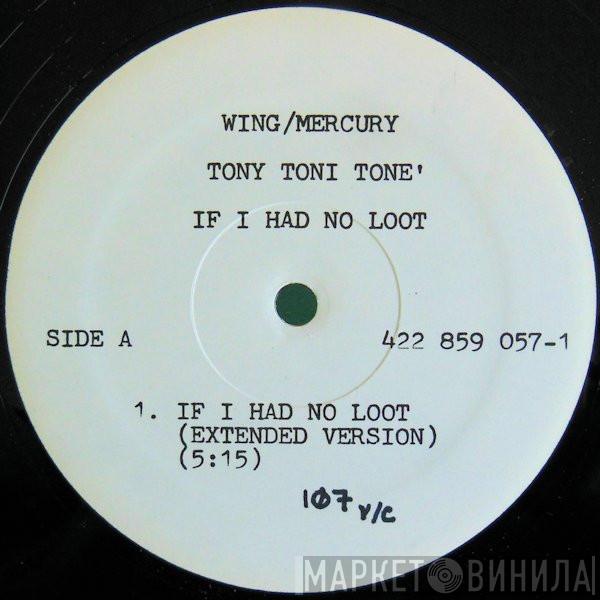 WING/MERCURY
TONY TONI TONE'
IF I HAD NO LOOT
SIDE A 422 859 057-1
1. IF I HAD NO LOOT
(EXTENDED VERSION)
(5:15)
107 r/c
МАРКЕТ ВИНИЛА